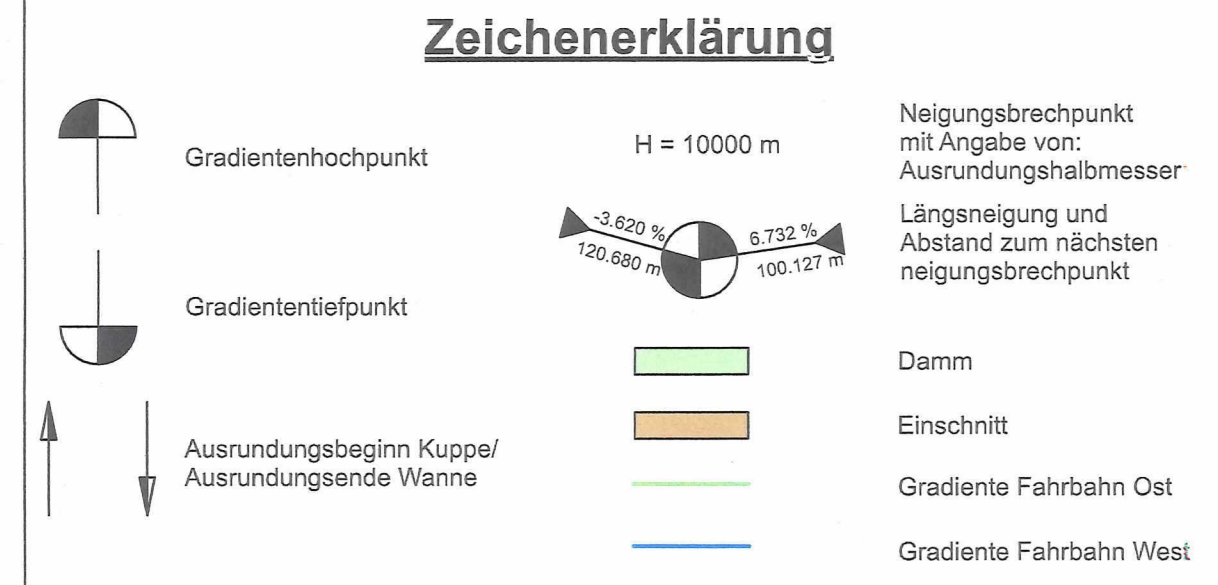 Zeichenerklärung
Gradientenhochpunkt
Gradiententiefpunkt
Ausrundungsbeginn Kuppe/
Ausrundungsende Wanne
H = 10000 m
Neigungsbrechpunkt
mit Angabe von:
Ausrundungshalbmesser
-3.620 %
120.680 m
6.732 %
100.127 m
Längsneigung und
Abstand zum nächsten
neigungsbrechpunkt
Damm
Einschnitt
Gradiente Fahrbahn Ost
Gradiente Fahrbahn West